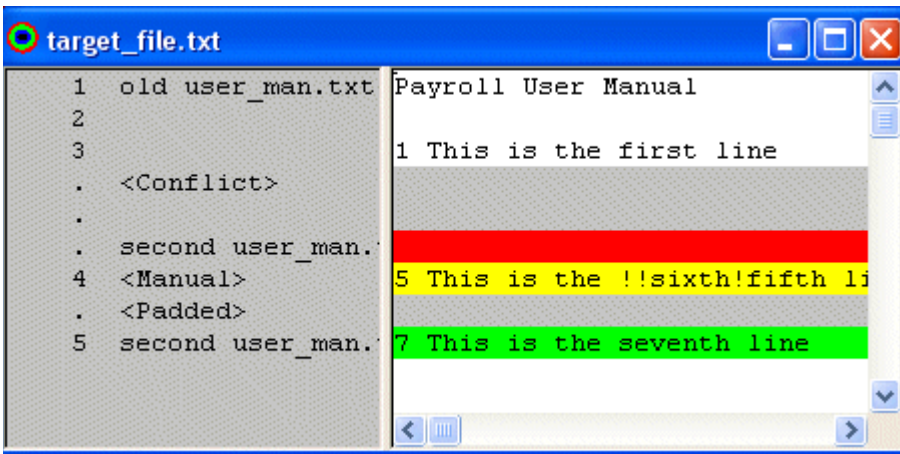 target_file.txt
1 old user_man.txt Payroll User Manual
2
3 1 This is the first line
. <Conflict>
.
. second user_man.
4 <Manual> 5 This is the !!sixth!fifth li
. <Padded>
5 second user_man. 7 This is the seventh line